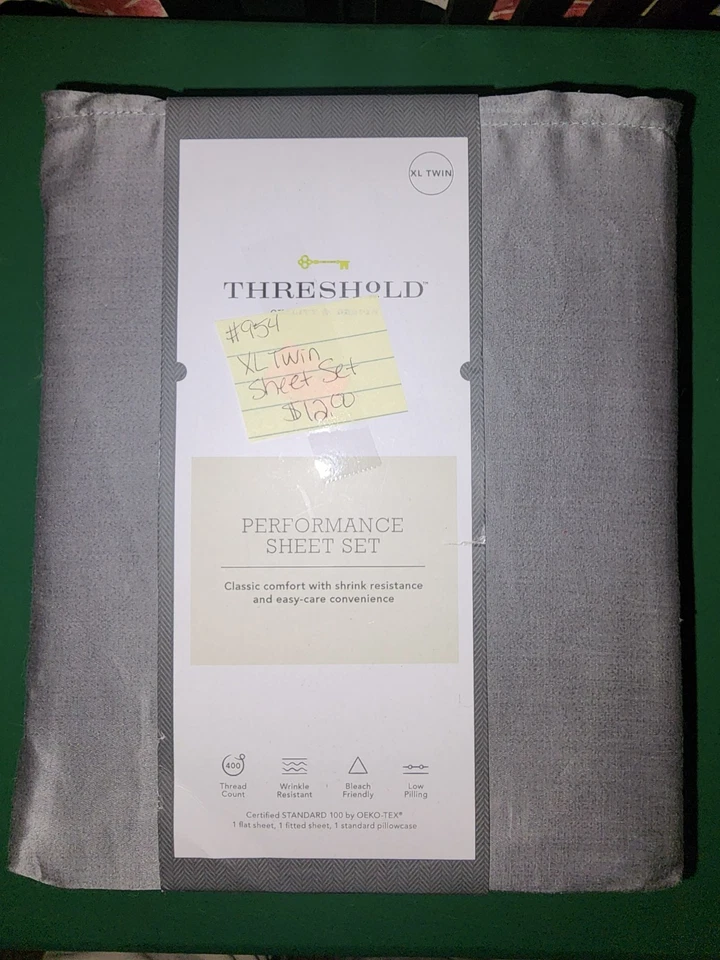 XL TWIN
THRESHOLD™
#954
XL Twin
Sheet Set
$12.00
PERFORMANCE
SHEET SET
Classic comfort with shrink resistance
and easy-care convenience
400
Thread Count
Wrinkle Resistant
Bleach Friendly
Low Pilling
Certified STANDARD 100 by OEKO-TEX®
1 flat sheet, 1 fitted sheet, 1 standard pillowcase